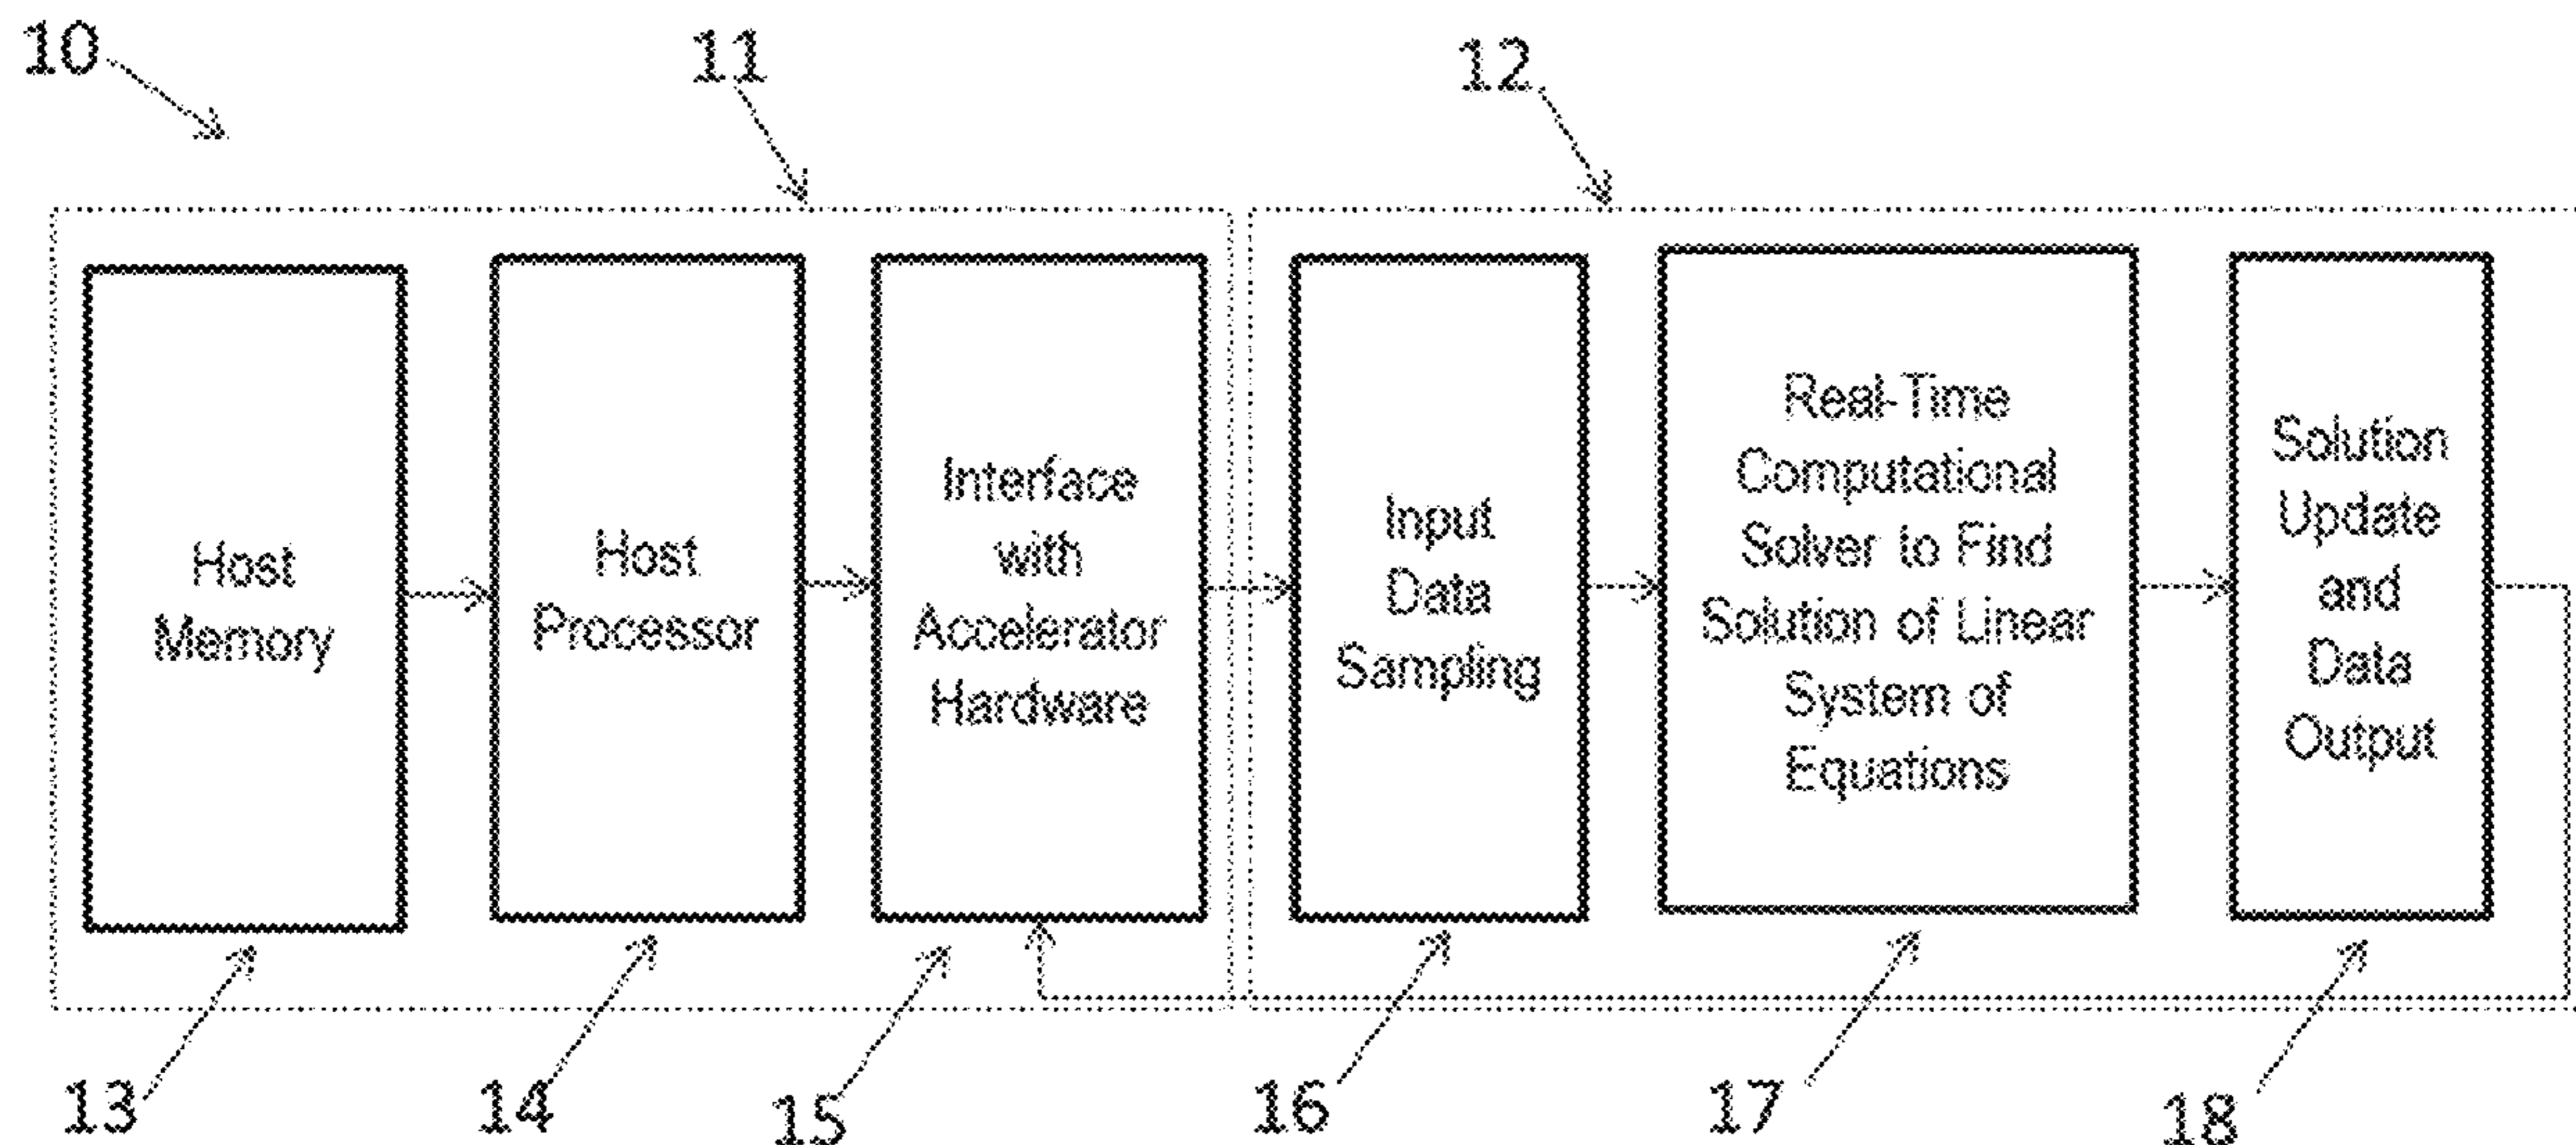 10
11
12
Host
Memory
Host
Processor
Interface
with
Accelerator
Hardware
Input
Data
Sampling
Real-Time
Computational
Solver to Find
Solution of Linear
System of
Equations
Solution
Update
and
Data
Output
13
14
15
16
17
18